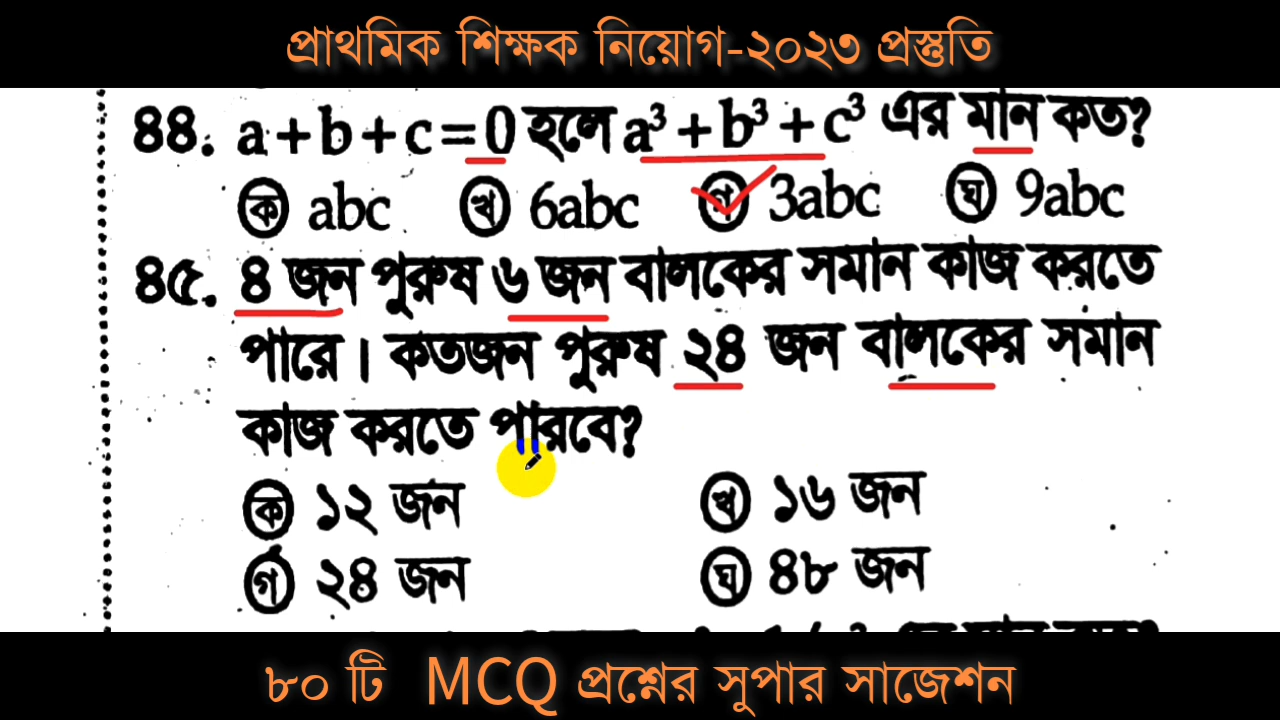 প্রাথমিক শিক্ষক নিয়োগ-২০২৩ প্রস্তুতি
৪৪. a + b + c = 0 হলে a³ + b³ + c³ এর মান কত?
ক abc খ 6abc গ 3abc ঘ 9abc
৪৫. ৪ জন পুরুষ ৬ জন বালকের সমান কাজ করতে
পারে। কতজন পুরুষ ২৪ জন বালকের সমান
কাজ করতে পারবে?
ক ১২ জন খ ১৬ জন
গ ২৪ জন ঘ ৪৮ জন
৮০ টি MCQ প্রশ্নের সুপার সাজেশন